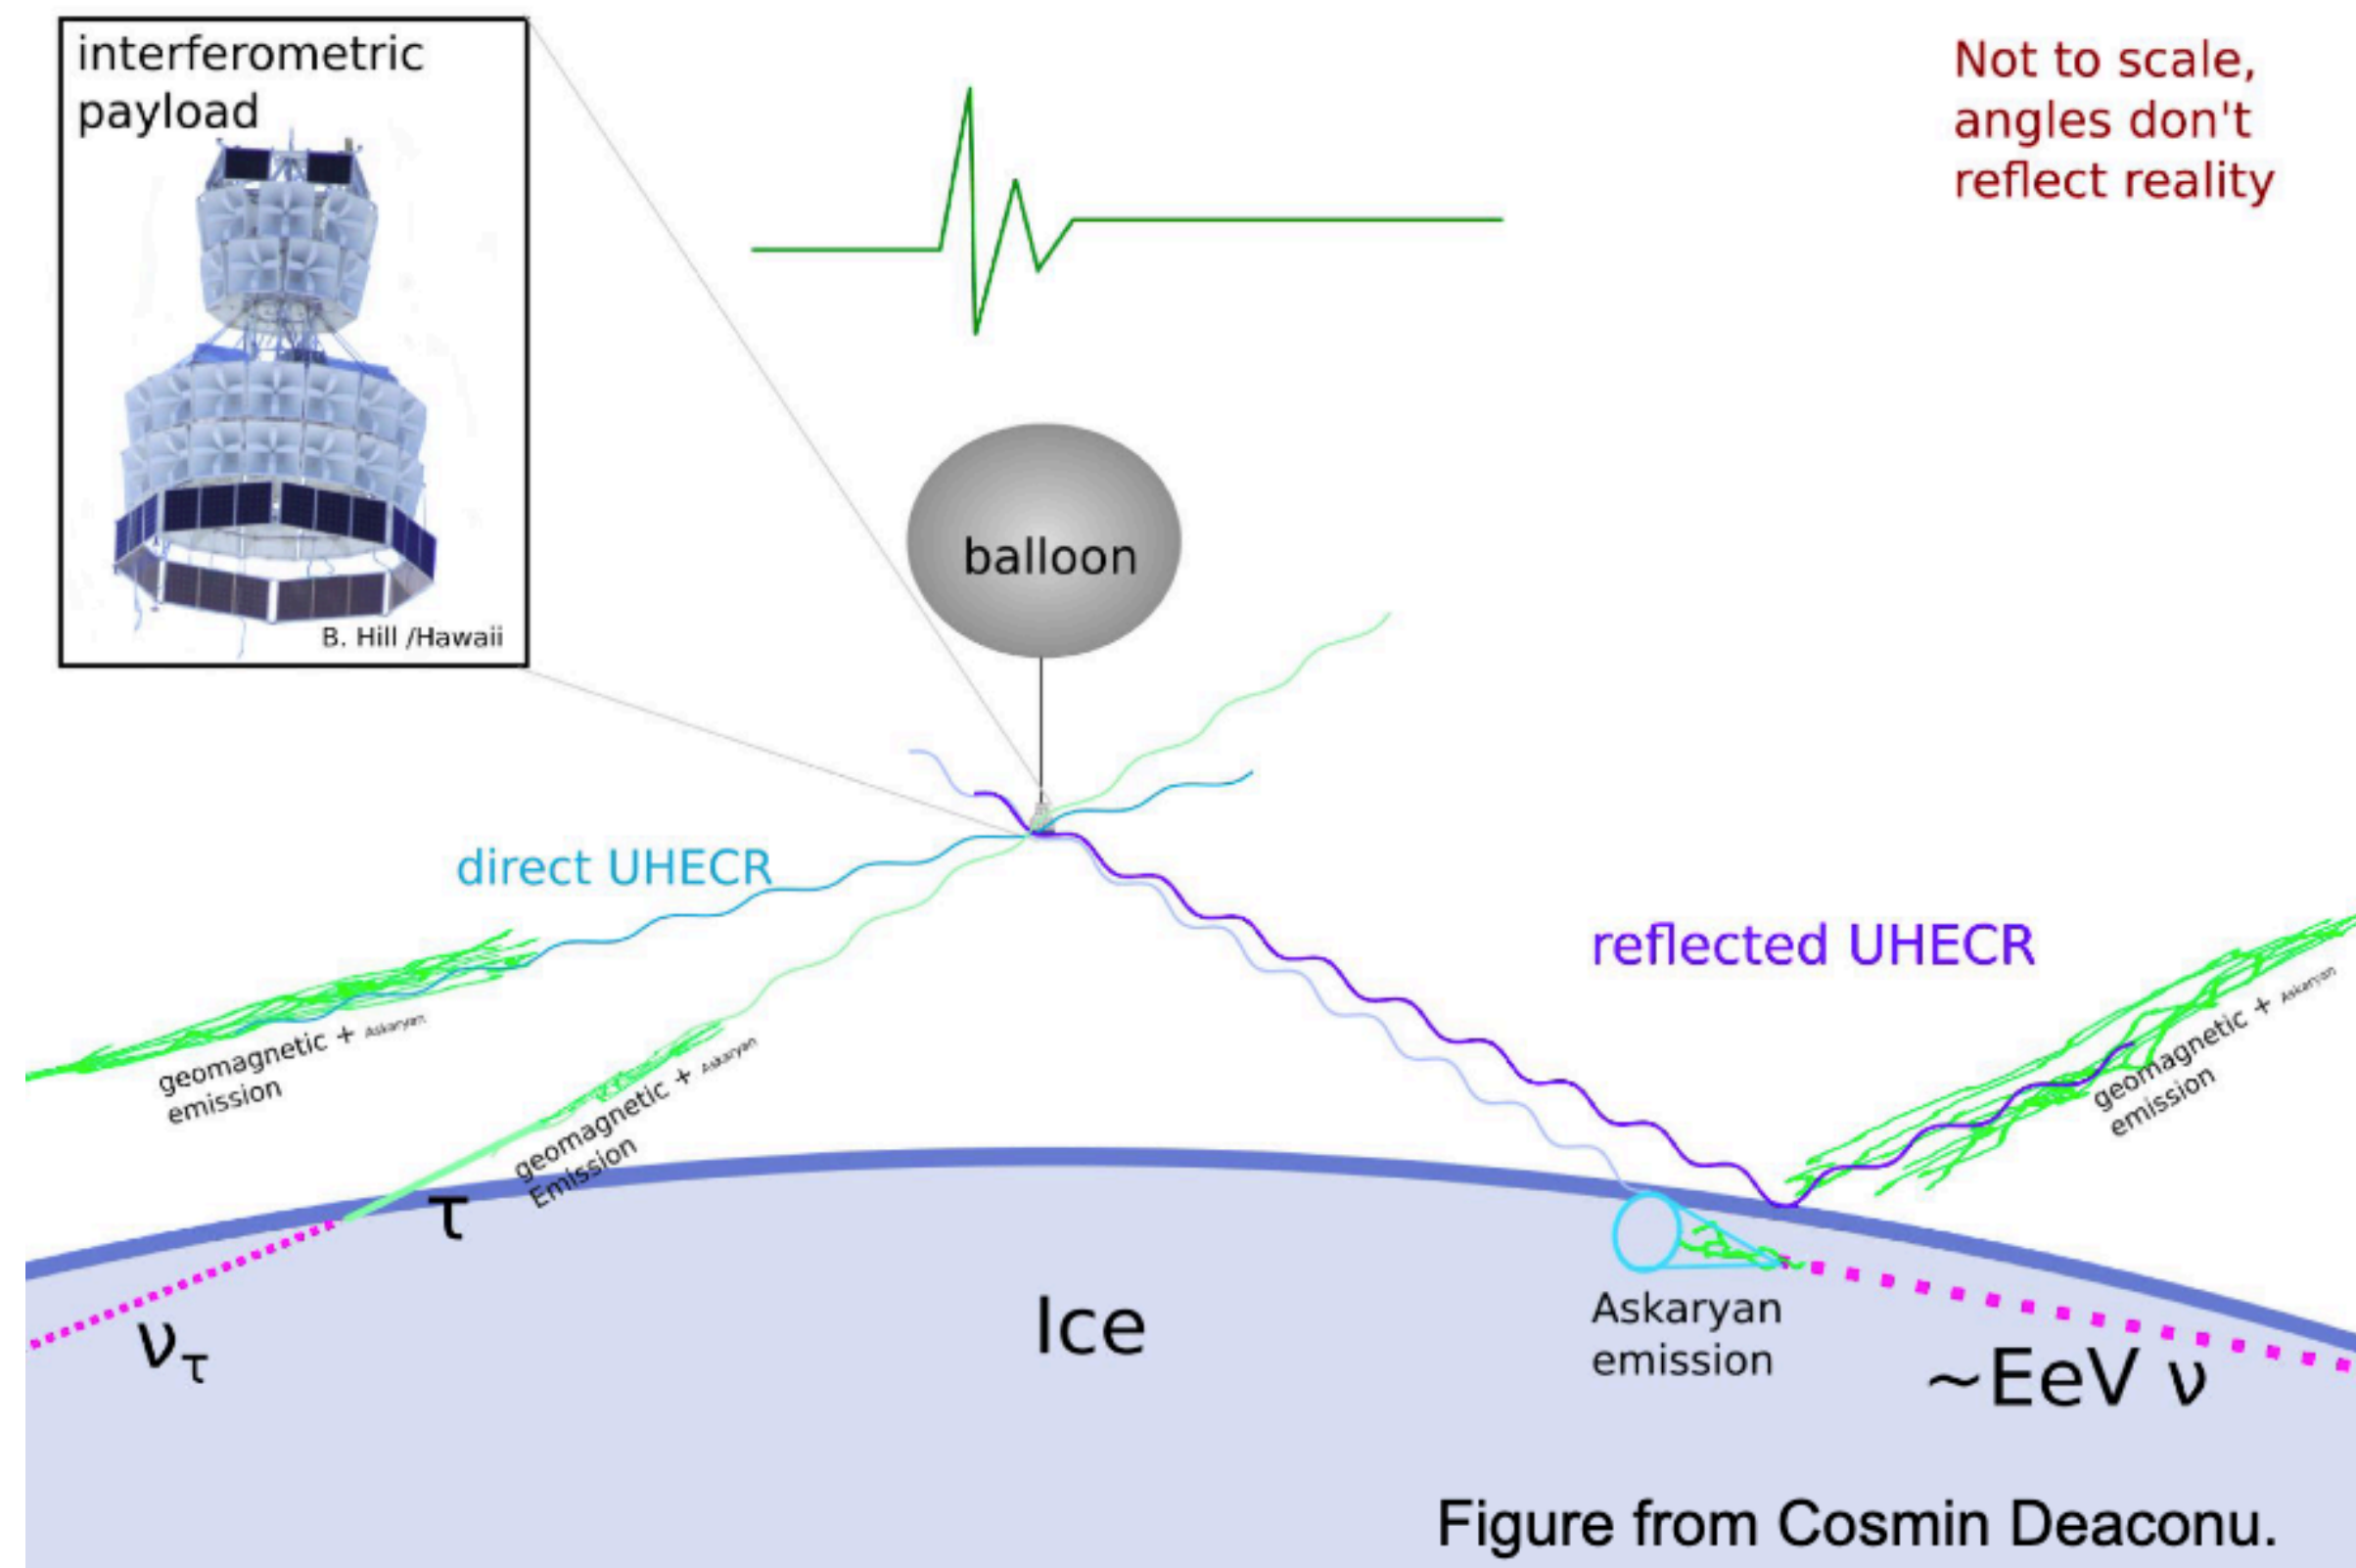 interferometric
payload
B. Hill /Hawaii
Not to scale,
angles don't
reflect reality
balloon
direct UHECR
reflected UHECR
geomagnetic + Askaryan
emission
geomagnetic + Askaryan
Emission
geomagnetic + Askaryan
emission
τ
ντ
Ice
Askaryan
emission
~EeV ν
Figure from Cosmin Deaconu.